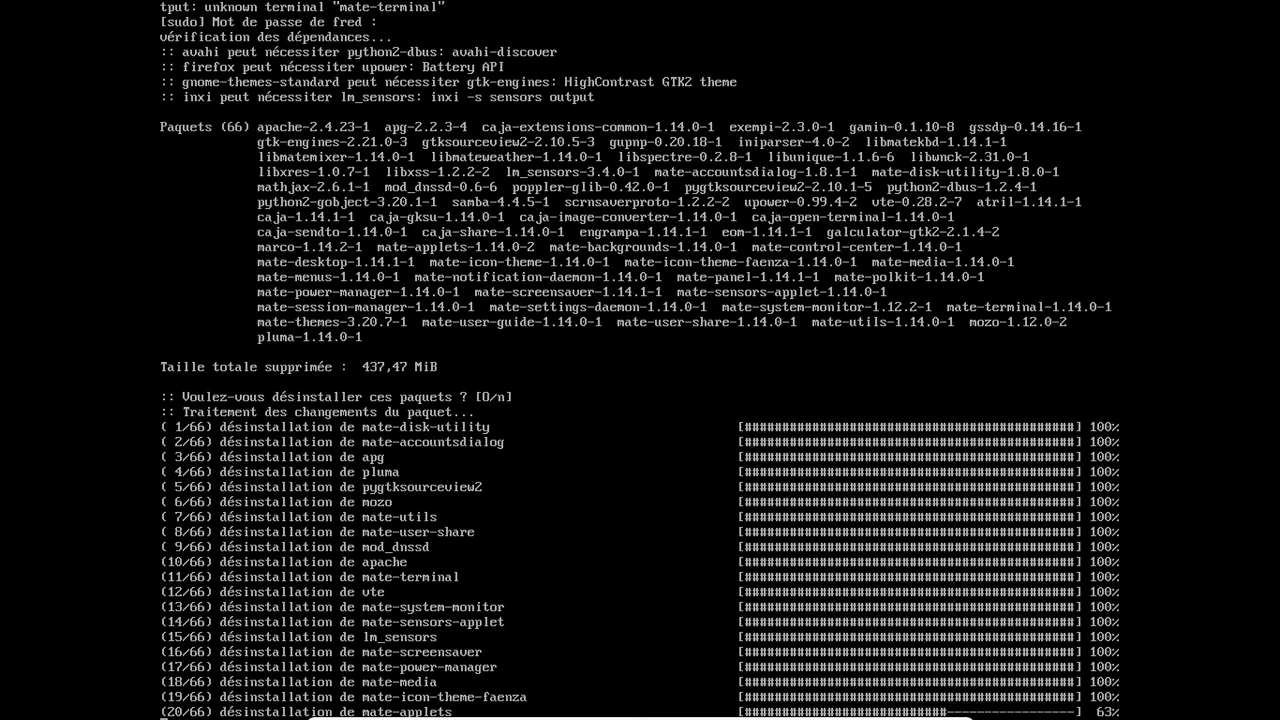 tput: unknown terminal "mate-terminal"
[sudo] Mot de passe de fred :
vérification des dépendances...
:: avahi peut nécessiter python2-dbus: avahi-discover
:: firefox peut nécessiter upower: Battery API
:: gnome-themes-standard peut nécessiter gtk-engines: HighContrast GTK2 theme
:: inxi peut nécessiter lm_sensors: inxi -s sensors output
Paquets (66) apache-2.4.23-1  apg-2.2.3-4  caja-extensions-common-1.14.0-1  exempi-2.3.0-1  gamin-0.1.10-8  gssdp-0.14.16-1
gtk-engines-2.21.0-3  gtksourceview2-2.10.5-3  gupnp-0.20.18-1  iniparser-4.0-2  libmatekbd-1.14.1-1
libmatemixer-1.14.0-1  libmateweather-1.14.0-1  libspectre-0.2.8-1  libunique-1.1.6-6  libwnck-2.31.0-1
libxres-1.0.7-1  libxss-1.2.2-2  lm_sensors-3.4.0-1  mate-accountsdialog-1.8.1-1  mate-disk-utility-1.8.0-1
mathjax-2.6.1-1  mod_dnssd-0.6-6  poppler-glib-0.42.0-1  pygtksourceview2-2.10.1-5  python2-dbus-1.2.4-1
python2-gobject-3.20.1-1  samba-4.4.5-1  scrnsaverproto-1.2.2-2  upower-0.99.4-2  vte-0.28.2-7  atril-1.14.1-1
caja-1.14.1-1  caja-gksu-1.14.0-1  caja-image-converter-1.14.0-1  caja-open-terminal-1.14.0-1
caja-sendto-1.14.0-1  caja-share-1.14.0-1  engrampa-1.14.1-1  eom-1.14.1-1  galculator-gtk2-2.1.4-2
marco-1.14.2-1  mate-applets-1.14.0-2  mate-backgrounds-1.14.0-1  mate-control-center-1.14.0-1
mate-desktop-1.14.1-1  mate-icon-theme-1.14.0-1  mate-icon-theme-faenza-1.14.0-1  mate-media-1.14.0-1
mate-menus-1.14.0-1  mate-notification-daemon-1.14.0-1  mate-panel-1.14.1-1  mate-polkit-1.14.0-1
mate-power-manager-1.14.0-1  mate-screensaver-1.14.1-1  mate-sensors-applet-1.14.0-1
mate-session-manager-1.14.0-1  mate-settings-daemon-1.14.0-1  mate-system-monitor-1.12.2-1  mate-terminal-1.14.0-1
mate-themes-3.20.7-1  mate-user-guide-1.14.0-1  mate-user-share-1.14.0-1  mate-utils-1.14.0-1  mozo-1.12.0-2
pluma-1.14.0-1
Taille totale supprimée :  437,47 MiB
:: Voulez-vous désinstaller ces paquets ? [O/n]
:: Traitement des changements du paquet...
( 1/66) désinstallation de mate-disk-utility [############################################] 100%
( 2/66) désinstallation de mate-accountsdialog [############################################] 100%
( 3/66) désinstallation de apg [############################################] 100%
( 4/66) désinstallation de pluma [############################################] 100%
( 5/66) désinstallation de pygtksourceview2 [############################################] 100%
( 6/66) désinstallation de mozo [############################################] 100%
( 7/66) désinstallation de mate-utils [############################################] 100%
( 8/66) désinstallation de mate-user-share [############################################] 100%
( 9/66) désinstallation de mod_dnssd [############################################] 100%
(10/66) désinstallation de apache [############################################] 100%
(11/66) désinstallation de mate-terminal [############################################] 100%
(12/66) désinstallation de vte [############################################] 100%
(13/66) désinstallation de mate-system-monitor [############################################] 100%
(14/66) désinstallation de mate-sensors-applet [############################################] 100%
(15/66) désinstallation de lm_sensors [############################################] 100%
(16/66) désinstallation de mate-screensaver [############################################] 100%
(17/66) désinstallation de mate-power-manager [############################################] 100%
(18/66) désinstallation de mate-media [############################################] 100%
(19/66) désinstallation de mate-icon-theme-faenza [############################################] 100%
(20/66) désinstallation de mate-applets [###########################-----------------] 63%